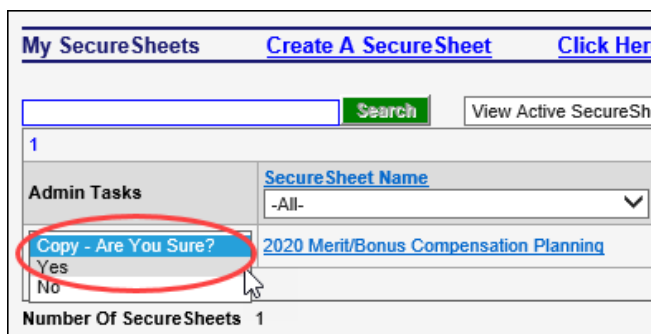 My SecureSheets Create A SecureSheet Click Her
Search View Active SecureSh
1
Admin Tasks
SecureSheet Name
-All-
Copy - Are You Sure?
Yes
No
2020 Merit/Bonus Compensation Planning
Number Of SecureSheets 1